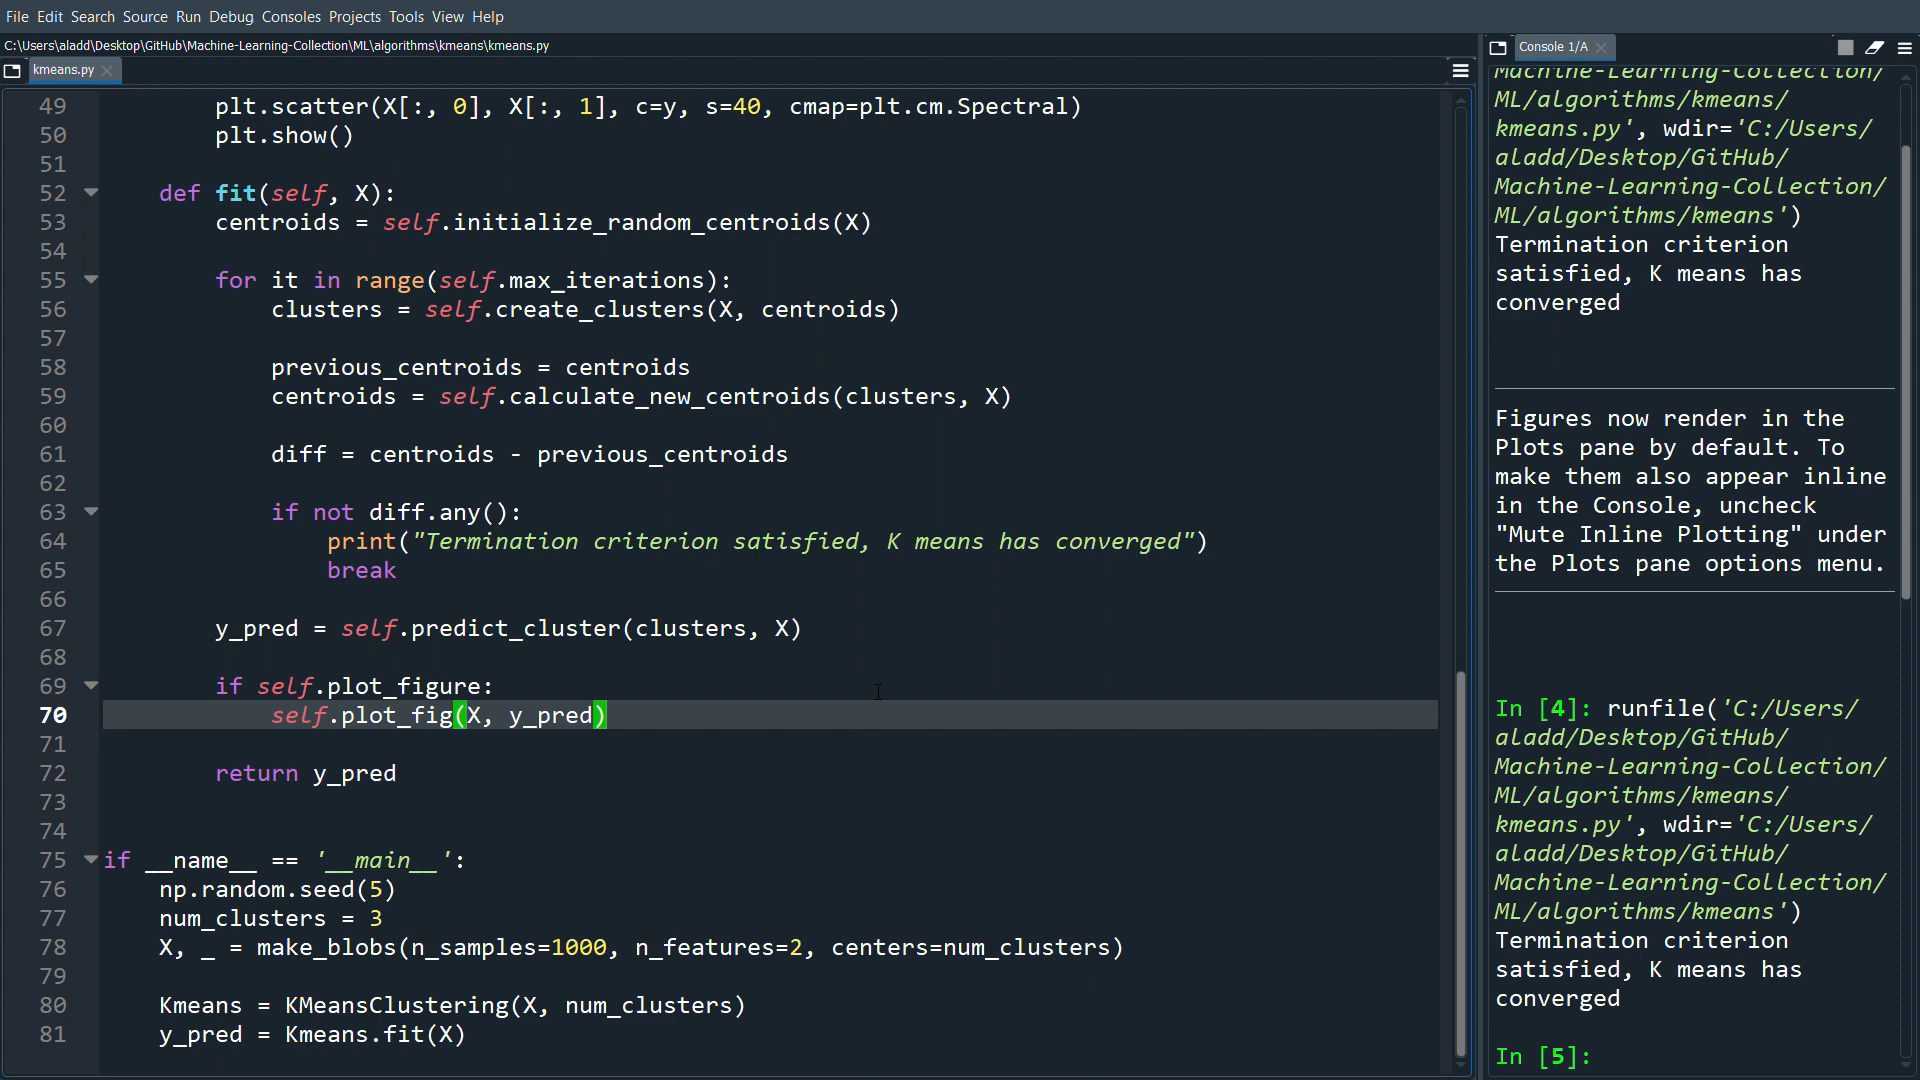 File Edit Search Source Run Debug Consoles Projects Tools View Help
C:\Users\aladd\Desktop\GitHub\Machine-Learning-Collection\ML\algorithms\kmeans\kmeans.py
kmeans.py
49 plt.scatter(X[:, 0], X[:, 1], c=y, s=40, cmap=plt.cm.Spectral)
50 plt.show()
51
52 def fit(self, X):
53 centroids = self.initialize_random_centroids(X)
54
55 for it in range(self.max_iterations):
56 clusters = self.create_clusters(X, centroids)
57
58 previous_centroids = centroids
59 centroids = self.calculate_new_centroids(clusters, X)
60
61 diff = centroids - previous_centroids
62
63 if not diff.any():
64 print("Termination criterion satisfied, K means has converged")
65 break
66
67 y_pred = self.predict_cluster(clusters, X)
68
69 if self.plot_figure:
70 self.plot_fig(X, y_pred)
71
72 return y_pred
73
74
75 if __name__ == '__main__':
76 np.random.seed(5)
77 num_clusters = 3
78 X, _ = make_blobs(n_samples=1000, n_features=2, centers=num_clusters)
79
80 Kmeans = KMeansClustering(X, num_clusters)
81 y_pred = Kmeans.fit(X)
Console 1/A
Machine-Learning-Collection/
ML/algorithms/kmeans/
kmeans.py', wdir='C:/Users/
aladd/Desktop/GitHub/
Machine-Learning-Collection/
ML/algorithms/kmeans')
Termination criterion
satisfied, K means has
converged
Figures now render in the
Plots pane by default. To
make them also appear inline
in the Console, uncheck
"Mute Inline Plotting" under
the Plots pane options menu.
In [4]: runfile('C:/Users/
aladd/Desktop/GitHub/
Machine-Learning-Collection/
ML/algorithms/kmeans/
kmeans.py', wdir='C:/Users/
aladd/Desktop/GitHub/
Machine-Learning-Collection/
ML/algorithms/kmeans')
Termination criterion
satisfied, K means has
converged
In [5]: